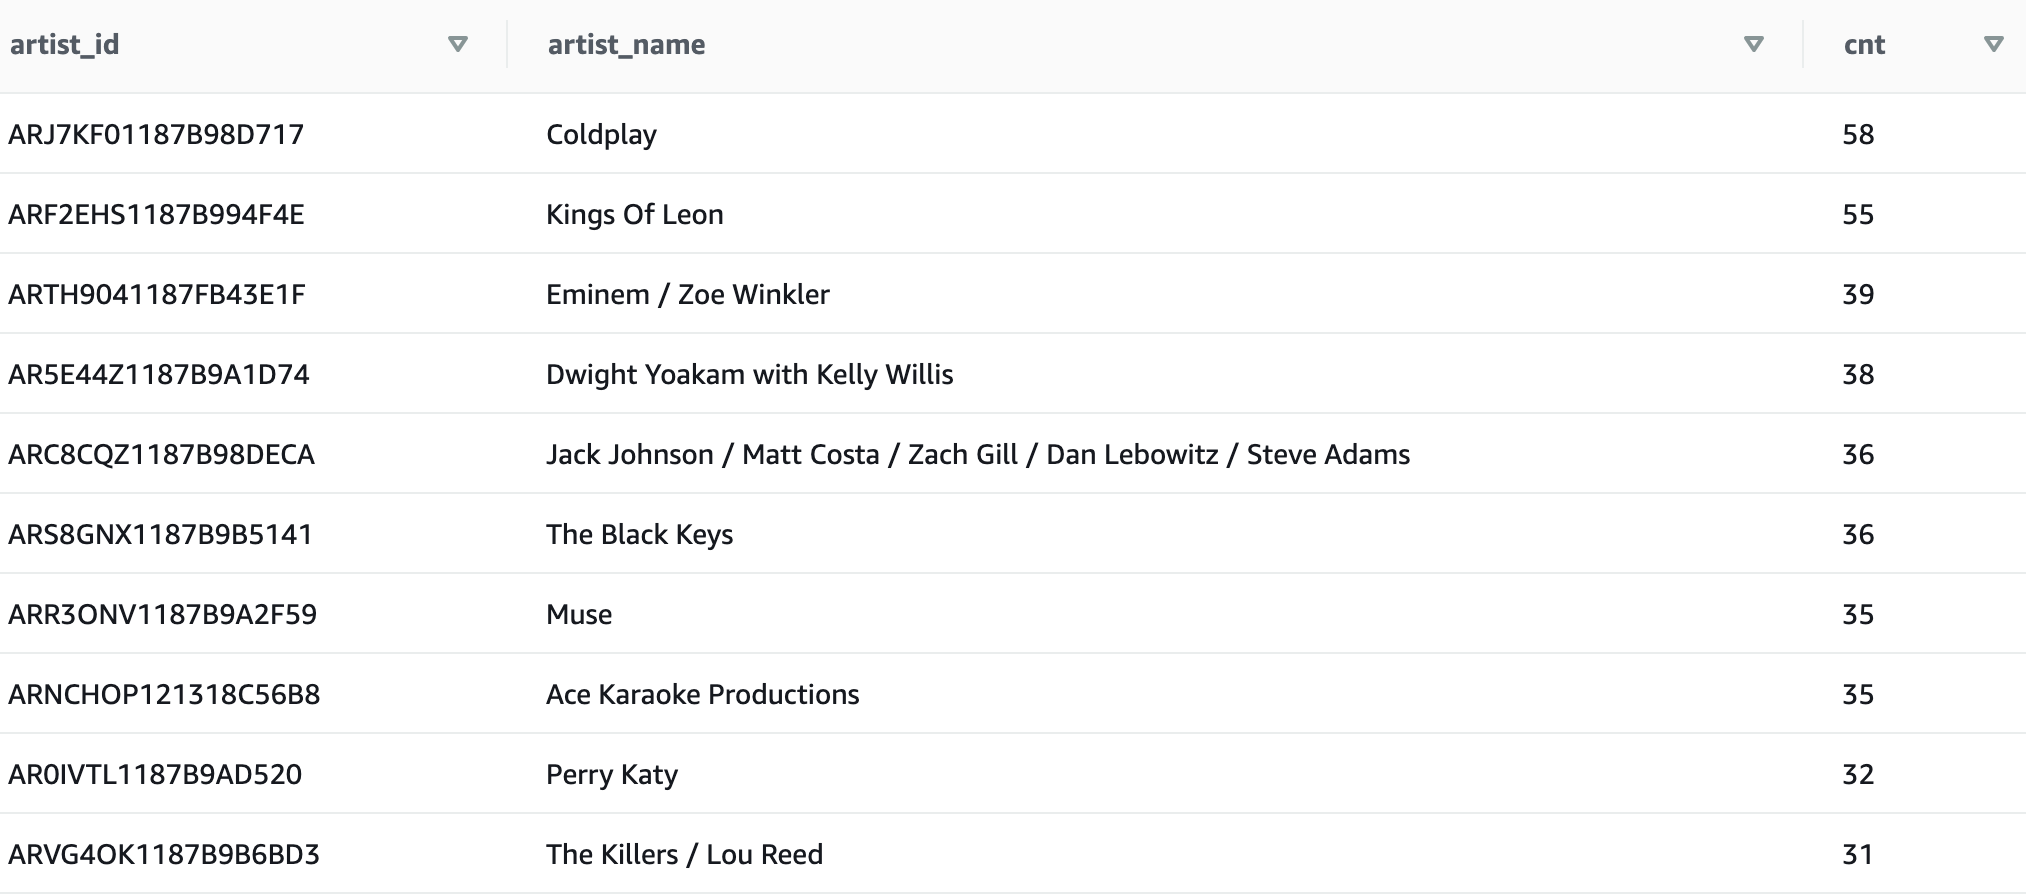 artist_id artist_name cnt
ARJ7KF01187B98D717 Coldplay 58
ARF2EHS1187B994F4E Kings Of Leon 55
ARTH9041187FB43E1F Eminem / Zoe Winkler 39
AR5E44Z1187B9A1D74 Dwight Yoakam with Kelly Willis 38
ARC8CQZ1187B98DECA Jack Johnson / Matt Costa / Zach Gill / Dan Lebowitz / Steve Adams 36
ARS8GNX1187B9B5141 The Black Keys 36
ARR3ONV1187B9A2F59 Muse 35
ARNCHOP121318C56B8 Ace Karaoke Productions 35
AR0IVTL1187B9AD520 Perry Katy 32
ARVG4OK1187B9B6BD3 The Killers / Lou Reed 31